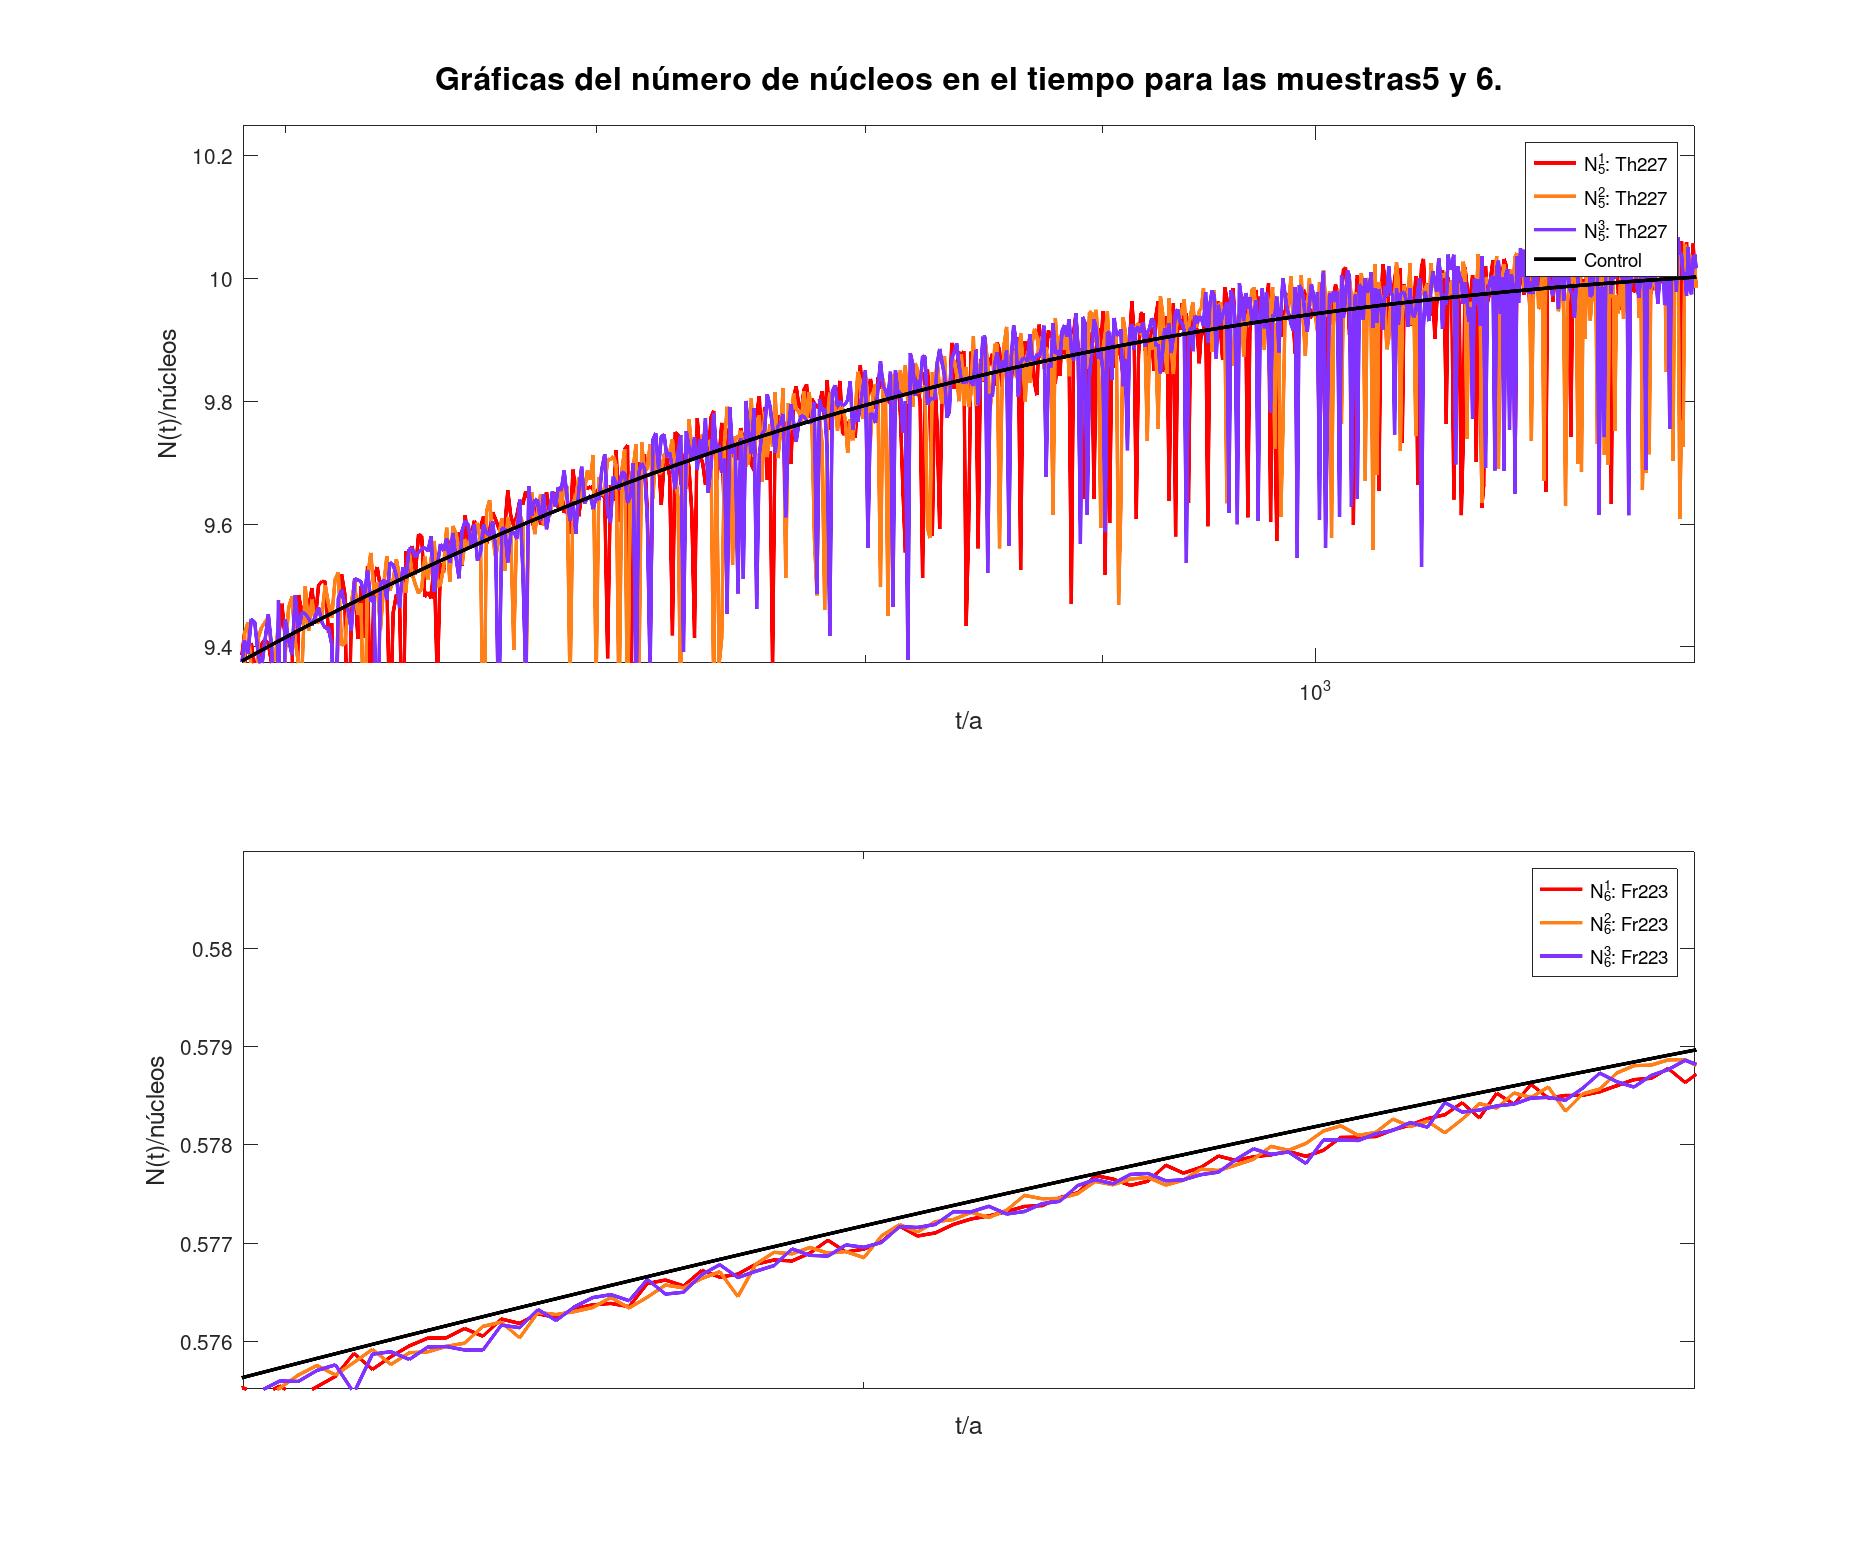 Gráficas del número de núcleos en el tiempo para las muestras5 y 6.
10.2
10
9.8
9.6
9.4
N(t)/núcleos
N₅¹: Th227
N₅²: Th227
N₅³: Th227
Control
10³
t/a
0.58
0.579
0.578
0.577
0.576
N(t)/núcleos
N₆¹: Fr223
N₆²: Fr223
N₆³: Fr223
t/a